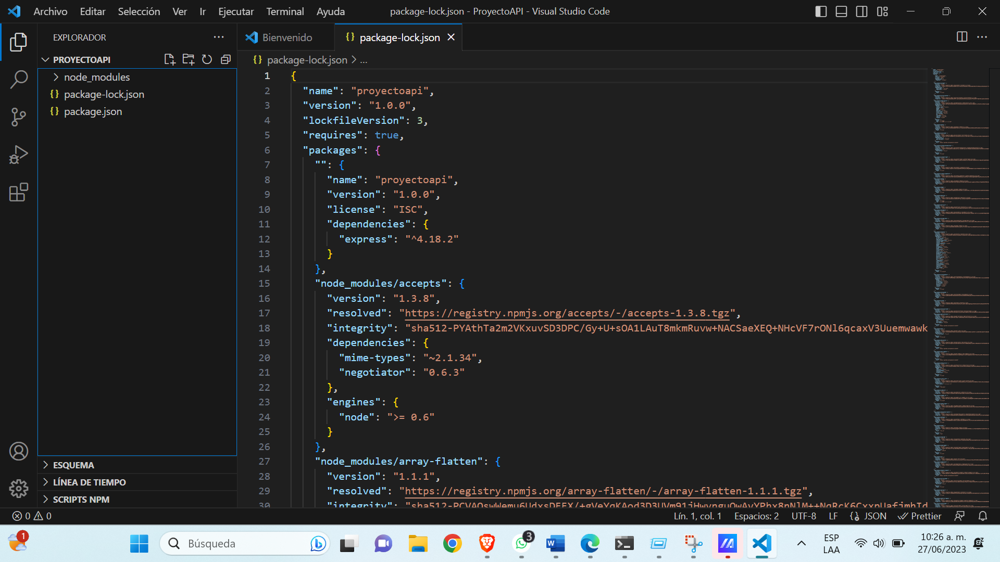 Archivo Editar Selección Ver Ir Ejecutar Terminal Ayuda
package-lock.json - ProyectoAPI - Visual Studio Code
EXPLORADOR
PROYECTOAPI
node_modules
package-lock.json
package.json
ESQUEMA
LÍNEA DE TIEMPO
SCRIPTS NPM
Bienvenido
package-lock.json
package-lock.json > ...
1 {
2 "name": "proyectoapi",
3 "version": "1.0.0",
4 "lockfileVersion": 3,
5 "requires": true,
6 "packages": {
7 "": {
8 "name": "proyectoapi",
9 "version": "1.0.0",
10 "license": "ISC",
11 "dependencies": {
12 "express": "^4.18.2"
13 }
14 },
15 "node_modules/accepts": {
16 "version": "1.3.8",
17 "resolved": "https://registry.npmjs.org/accepts/-/accepts-1.3.8.tgz",
18 "integrity": "sha512-PYAthTa2m2VKxuvSD3DPC/Gy+U+sOA1LAuT8mkmRuvw+NACSaeXEQ+NHcVF7rONl6qcaxV3Uuemwawk
19 "dependencies": {
20 "mime-types": "~2.1.34",
21 "negotiator": "0.6.3"
22 },
23 "engines": {
24 "node": ">= 0.6"
25 }
26 },
27 "node_modules/array-flatten": {
28 "version": "1.1.1",
29 "resolved": "https://registry.npmjs.org/array-flatten/-/array-flatten-1.1.1.tgz",
30 "integrity":
0 0
Lín. 1, col. 1 Espacios: 2 UTF-8 LF JSON Prettier
1
Búsqueda
3
ESP
LAA
10:26 a. m.
27/06/2023